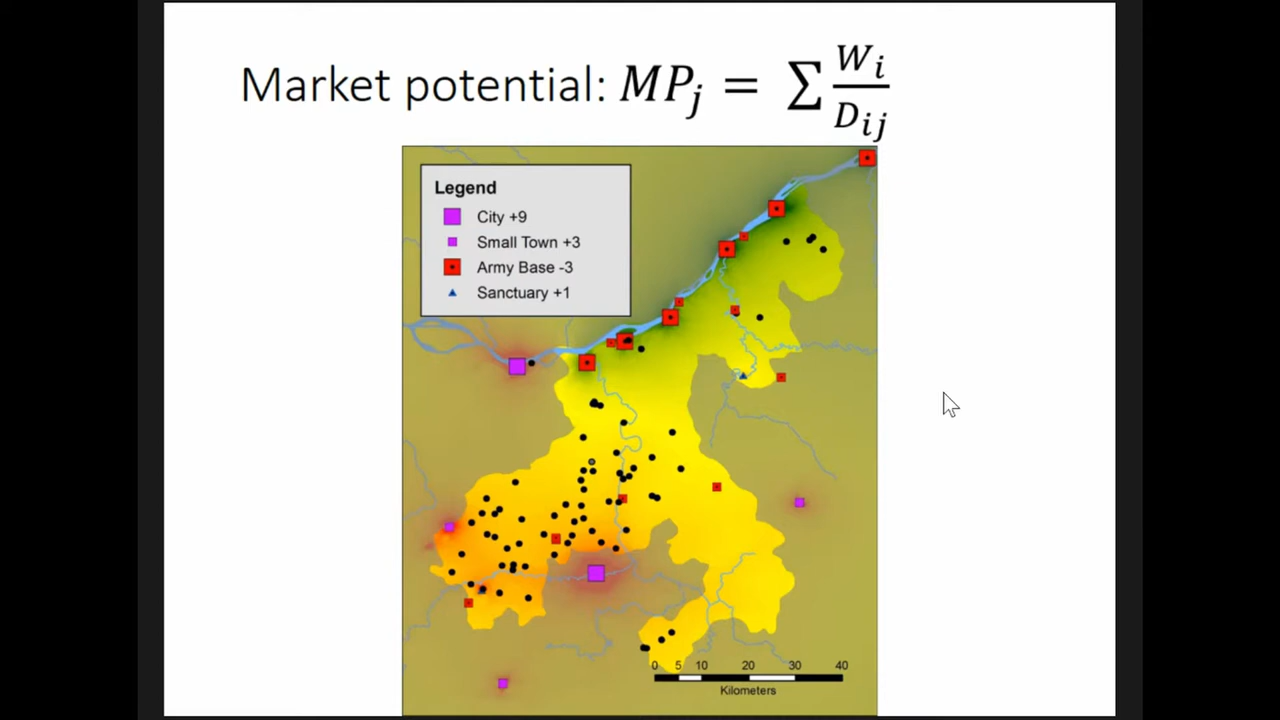 Market potential: MP_j = ∑ W_i / D_ij
Legend
City +9
Small Town +3
Army Base -3
Sanctuary +1
0 5 10 20 30 40
Kilometers